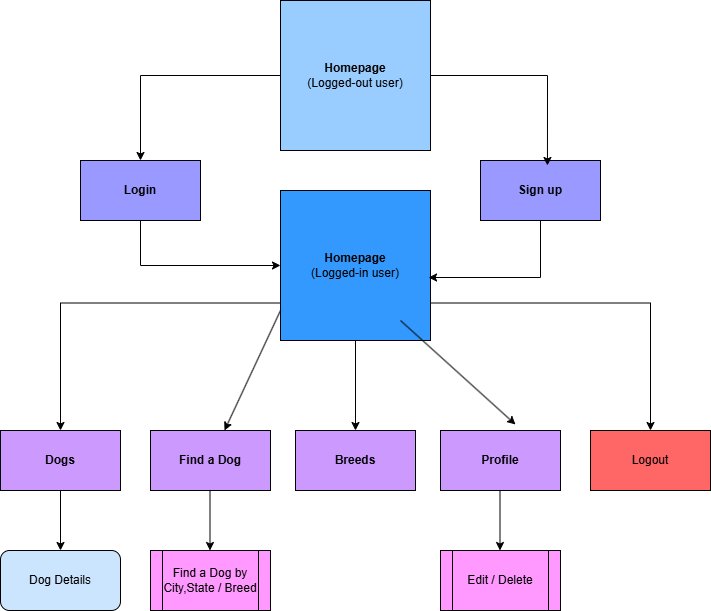 Homepage
(Logged-out user)
Login
Sign up
Homepage
(Logged-in user)
Dogs
Find a Dog
Breeds
Profile
Logout
Dog Details
Find a Dog by
City,State / Breed
Edit / Delete